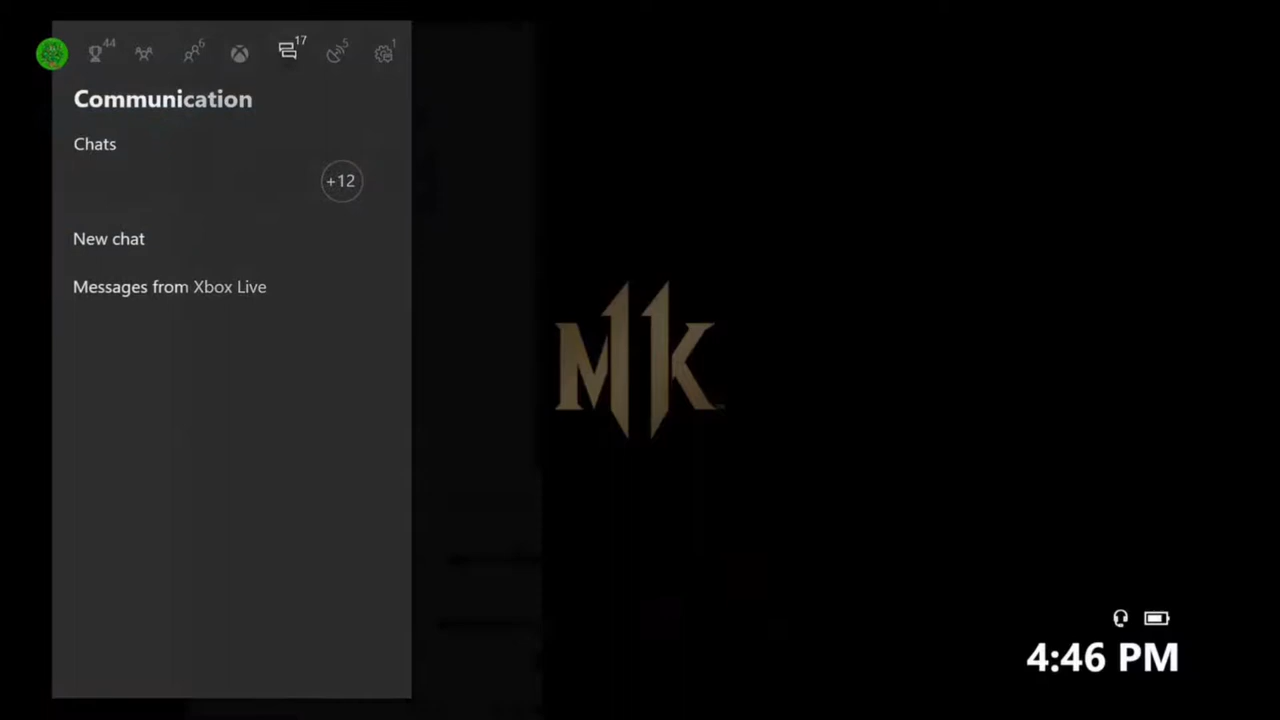 44
6
17
5
1
Communication
Chats
+12
New chat
Messages from Xbox Live
MK
4:46 PM